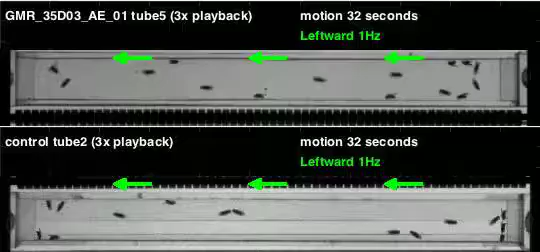 GMR_35D03_AE_01 tube5 (3x playback) motion 32 seconds
Leftward 1Hz
control tube2 (3x playback) motion 32 seconds
Leftward 1Hz